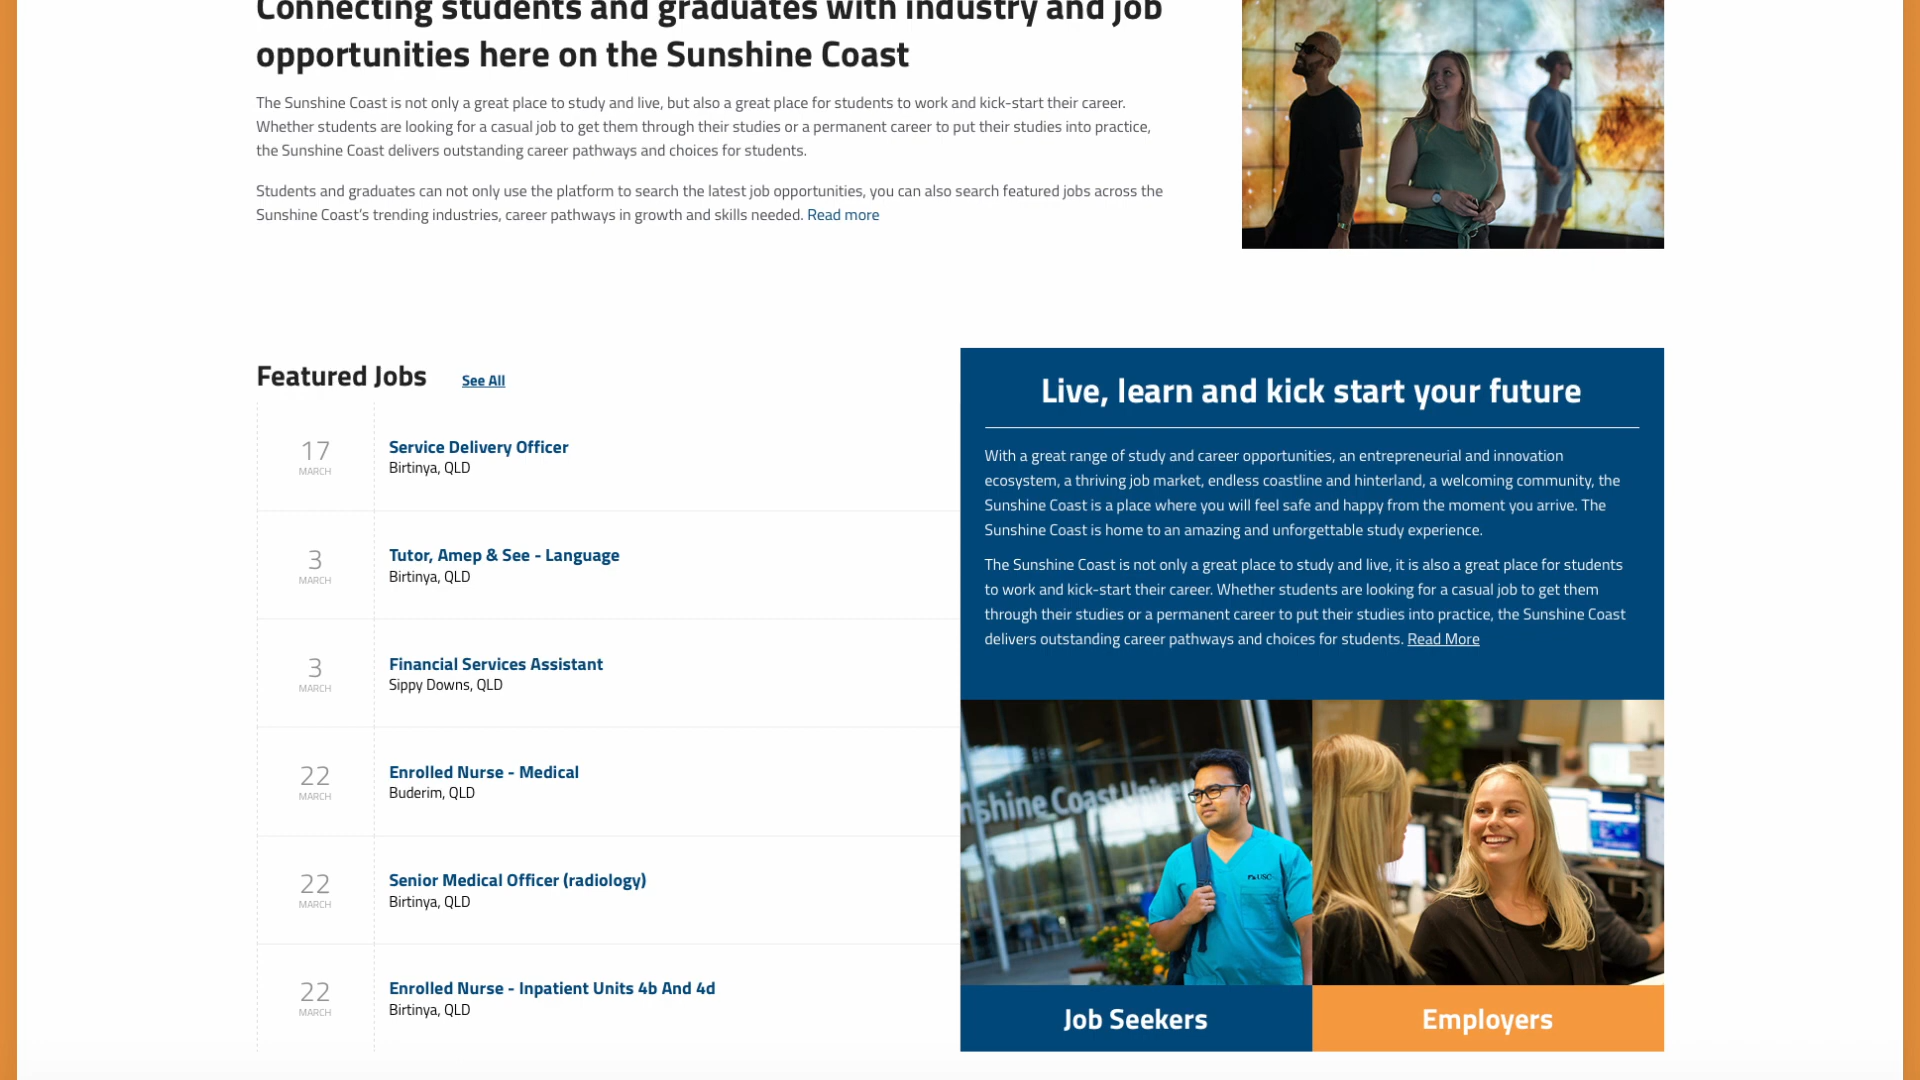 Connecting students and graduates with industry and job
opportunities here on the Sunshine Coast
The Sunshine Coast is not only a great place to study and live, but also a great place for students to work and kick-start their career.
Whether students are looking for a casual job to get them through their studies or a permanent career to put their studies into practice,
the Sunshine Coast delivers outstanding career pathways and choices for students.
Students and graduates can not only use the platform to search the latest job opportunities, you can also search featured jobs across the
Sunshine Coast's trending industries, career pathways in growth and skills needed. Read more
Featured Jobs See All
17
MARCH
Service Delivery Officer
Birtinya, QLD
3
MARCH
Tutor, Amep & See - Language
Birtinya, QLD
3
MARCH
Financial Services Assistant
Sippy Downs, QLD
22
MARCH
Enrolled Nurse - Medical
Buderim, QLD
22
MARCH
Senior Medical Officer (radiology)
Birtinya, QLD
22
MARCH
Enrolled Nurse - Inpatient Units 4b And 4d
Birtinya, QLD
Live, learn and kick start your future
With a great range of study and career opportunities, an entrepreneurial and innovation
ecosystem, a thriving job market, endless coastline and hinterland, a welcoming community, the
Sunshine Coast is a place where you will feel safe and happy from the moment you arrive. The
Sunshine Coast is home to an amazing and unforgettable study experience.
The Sunshine Coast is not only a great place to study and live, it is also a great place for students
to work and kick-start their career. Whether students are looking for a casual job to get them
through their studies or a permanent career to put their studies into practice, the Sunshine Coast
delivers outstanding career pathways and choices for students. Read More
nshine Coast Univer
USC
Job Seekers
Employers